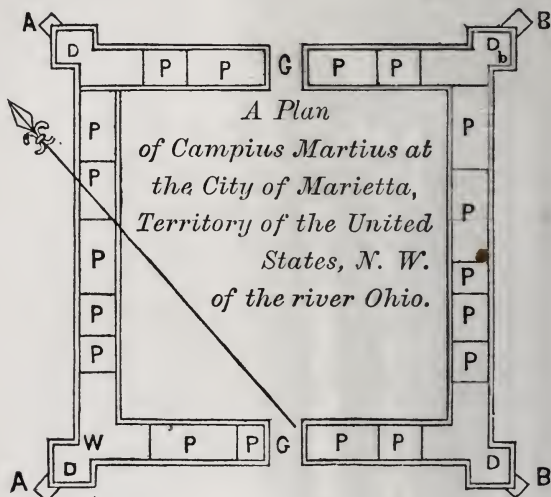 A B
D D b
P P G P P
A Plan
of Campius Martius at
the City of Marietta,
Territory of the United
States, N. W.
of the river Ohio.
P P
P P
P P
P P
P P
W P P G P P
D D
A B